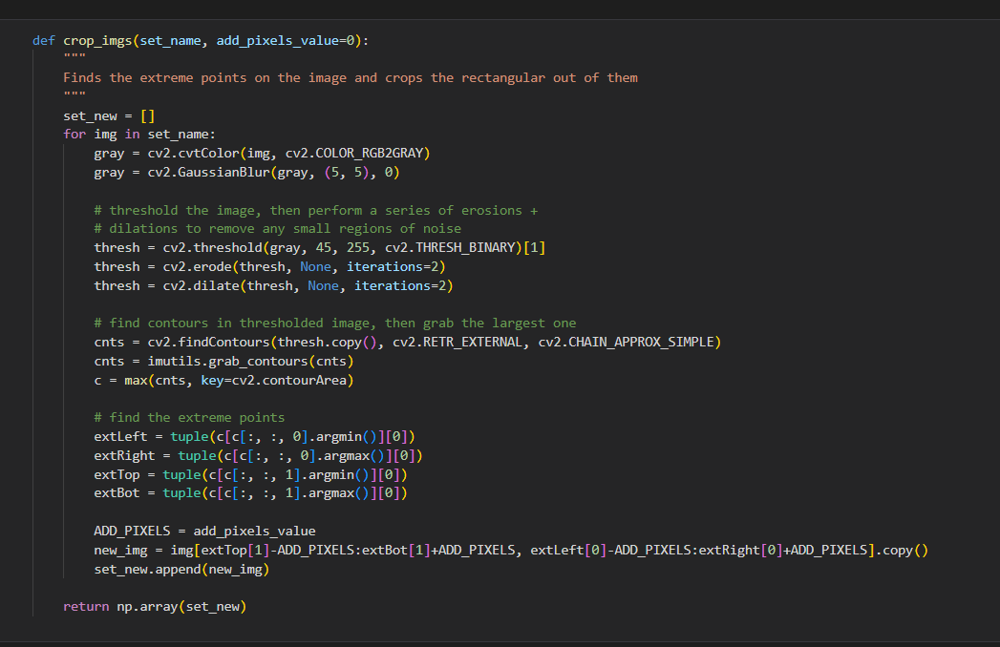 def crop_imgs(set_name, add_pixels_value=0):
    """
    Finds the extreme points on the image and crops the rectangular out of them
    """
    set_new = []
    for img in set_name:
        gray = cv2.cvtColor(img, cv2.COLOR_RGB2GRAY)
        gray = cv2.GaussianBlur(gray, (5, 5), 0)

        # threshold the image, then perform a series of erosions +
        # dilations to remove any small regions of noise
        thresh = cv2.threshold(gray, 45, 255, cv2.THRESH_BINARY)[1]
        thresh = cv2.erode(thresh, None, iterations=2)
        thresh = cv2.dilate(thresh, None, iterations=2)

        # find contours in thresholded image, then grab the largest one
        cnts = cv2.findContours(thresh.copy(), cv2.RETR_EXTERNAL, cv2.CHAIN_APPROX_SIMPLE)
        cnts = imutils.grab_contours(cnts)
        c = max(cnts, key=cv2.contourArea)

        # find the extreme points
        extLeft = tuple(c[c[:, :, 0].argmin()][0])
        extRight = tuple(c[c[:, :, 0].argmax()][0])
        extTop = tuple(c[c[:, :, 1].argmin()][0])
        extBot = tuple(c[c[:, :, 1].argmax()][0])

        ADD_PIXELS = add_pixels_value
        new_img = img[extTop[1]-ADD_PIXELS:extBot[1]+ADD_PIXELS, extLeft[0]-ADD_PIXELS:extRight[0]+ADD_PIXELS].copy()
        set_new.append(new_img)

    return np.array(set_new)